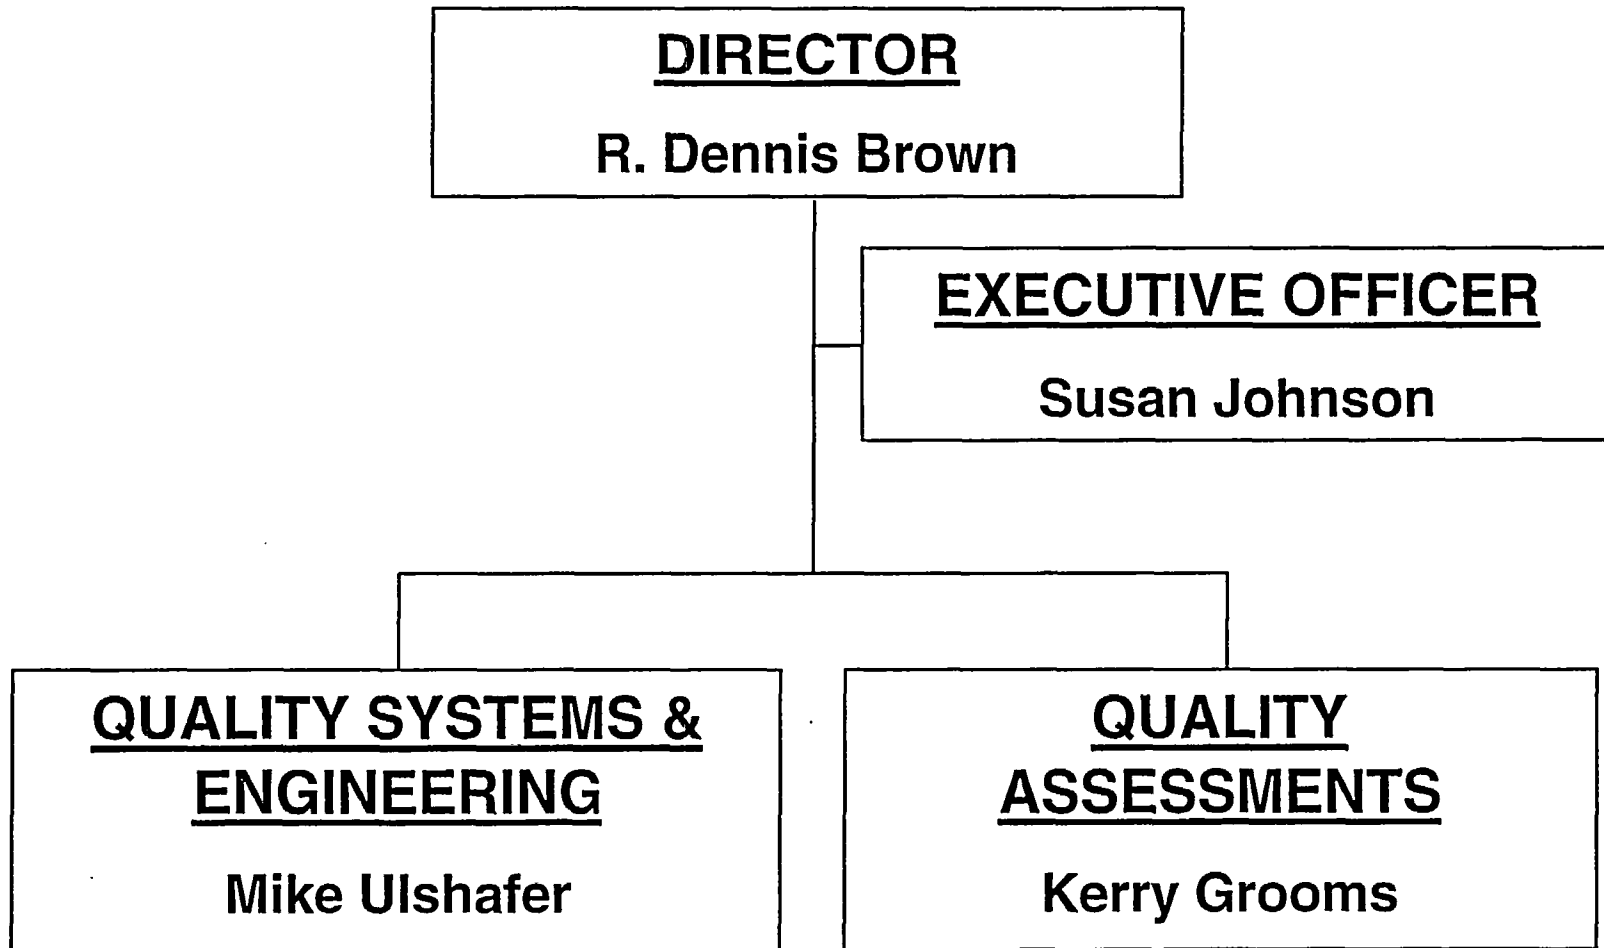 DIRECTOR
R. Dennis Brown
EXECUTIVE OFFICER
Susan Johnson
QUALITY SYSTEMS &
ENGINEERING
Mike Ulshafer
QUALITY
ASSESSMENTS
Kerry Grooms